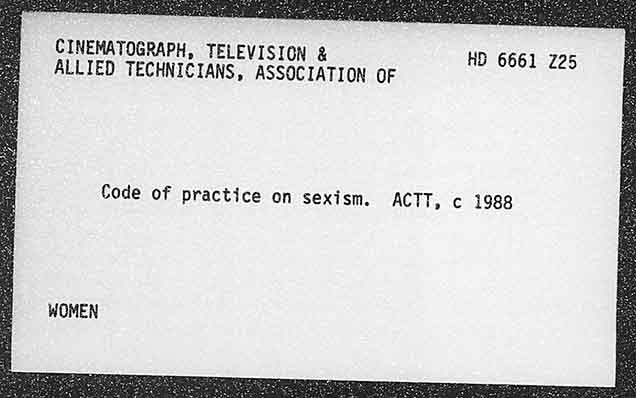 CINEMATOGRAPH, TELEVISION &
ALLIED TECHNICIANS, ASSOCIATION OF
HD 6661 Z25
Code of practice on sexism. ACTT, c 1988
WOMEN